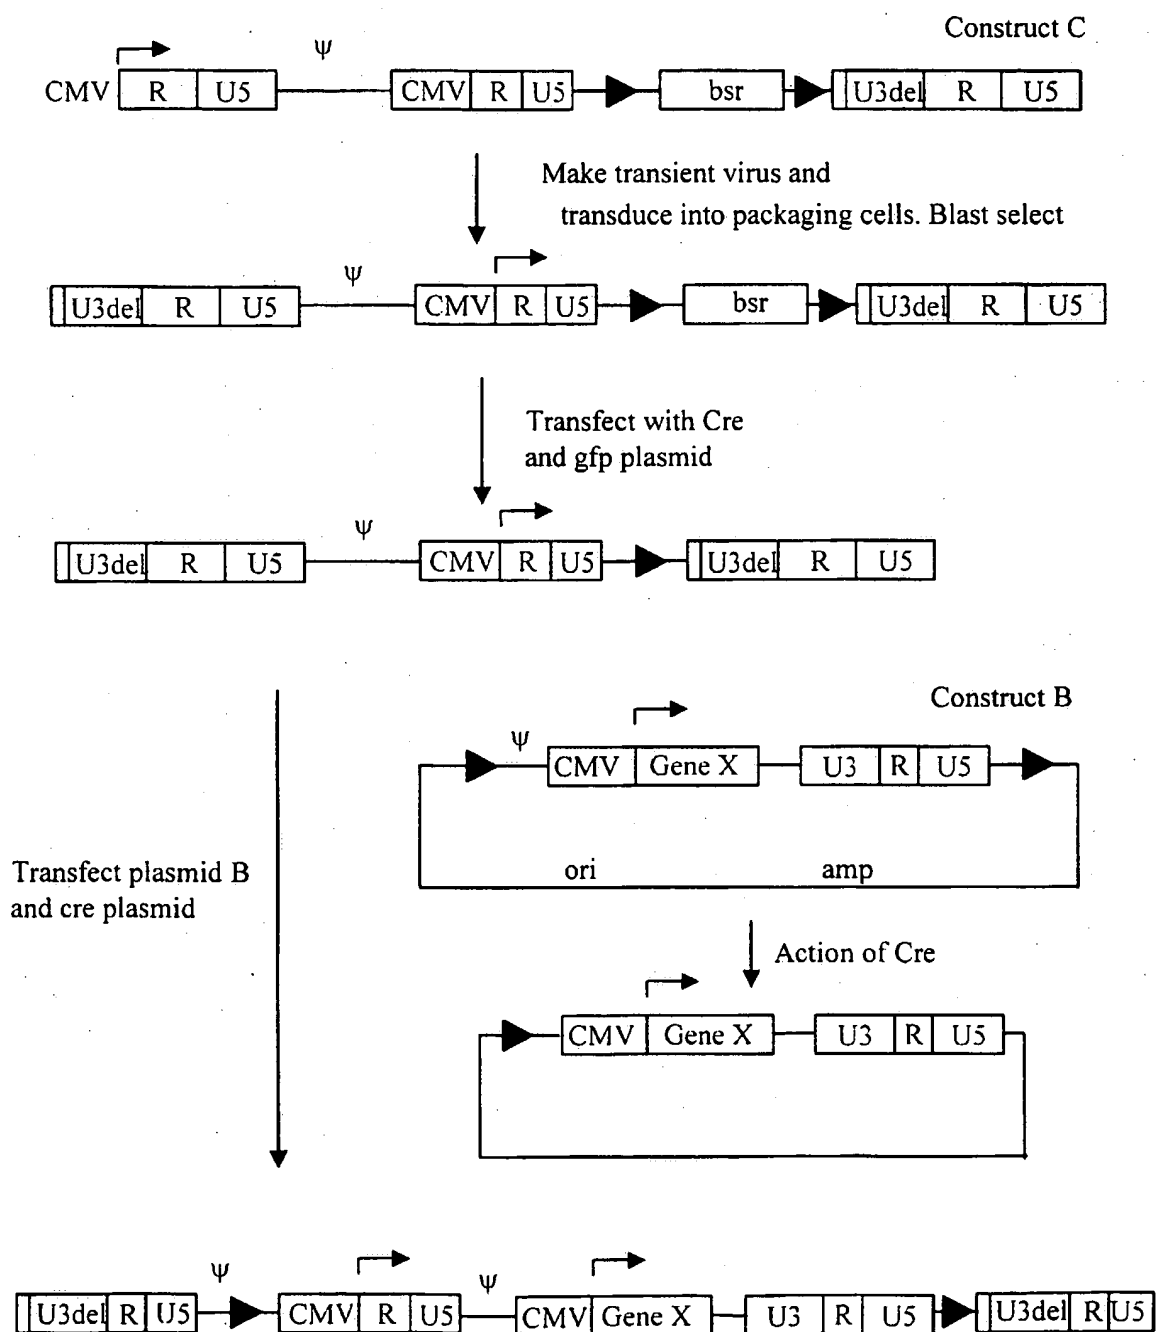 Construct C
ψ
CMV R U5 CMV R U5 bsr U3del R U5
Make transient virus and
transduce into packaging cells. Blast select
ψ
U3del R U5 CMV R U5 bsr U3del R U5
Transfect with Cre
and gfp plasmid
ψ
U3del R U5 CMV R U5 U3del R U5
Construct B
ψ
CMV Gene X U3 R U5
ori amp
Transfect plasmid B
and cre plasmid
Action of Cre
CMV Gene X U3 R U5
ψ ψ
U3del R U5 CMV R U5 CMV Gene X U3 R U5 U3del R U5